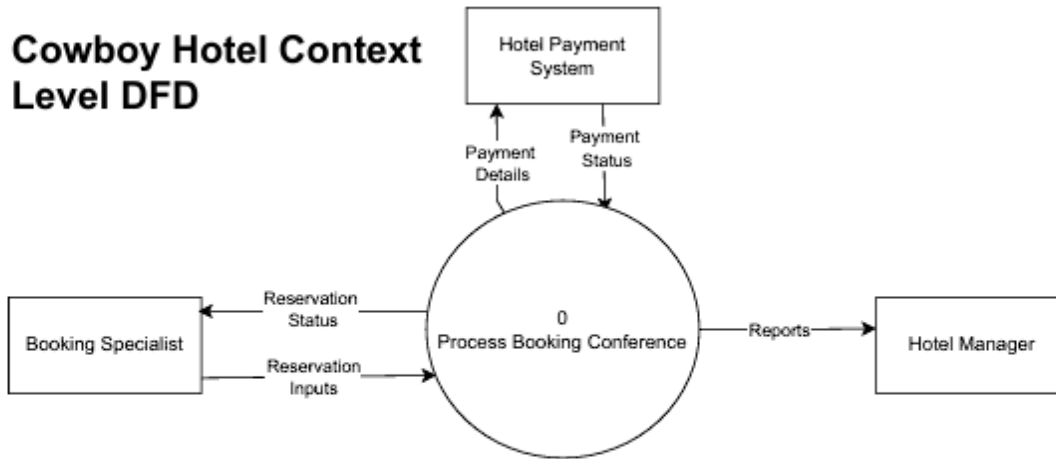 Cowboy Hotel Context
Level DFD
Hotel Payment
System
Payment
Details
Payment
Status
Reservation
Status
Booking Specialist
Reservation
Inputs
0
Process Booking Conference
Reports
Hotel Manager